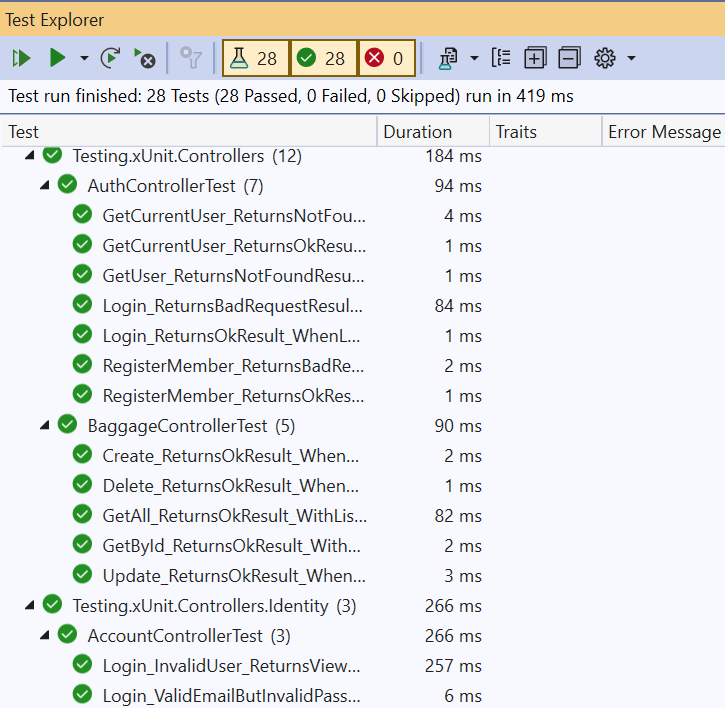 Test Explorer
28 28 0
Test run finished: 28 Tests (28 Passed, 0 Failed, 0 Skipped) run in 419 ms
Test Duration Traits Error Message
Testing.xUnit.Controllers (12) 184 ms
AuthControllerTest (7) 94 ms
GetCurrentUser_ReturnsNotFou... 4 ms
GetCurrentUser_ReturnsOkResu... 1 ms
GetUser_ReturnsNotFoundResu... 1 ms
Login_ReturnsBadRequestResul... 84 ms
Login_ReturnsOkResult_WhenL... 1 ms
RegisterMember_ReturnsBadRe... 2 ms
RegisterMember_ReturnsOkRes... 1 ms
BaggageControllerTest (5) 90 ms
Create_ReturnsOkResult_When... 2 ms
Delete_ReturnsOkResult_When... 1 ms
GetAll_ReturnsOkResult_WithLis... 82 ms
GetById_ReturnsOkResult_With... 2 ms
Update_ReturnsOkResult_When... 3 ms
Testing.xUnit.Controllers.Identity (3) 266 ms
AccountControllerTest (3) 266 ms
Login_InvalidUser_ReturnsView... 257 ms
Login_ValidEmailButInvalidPass... 6 ms